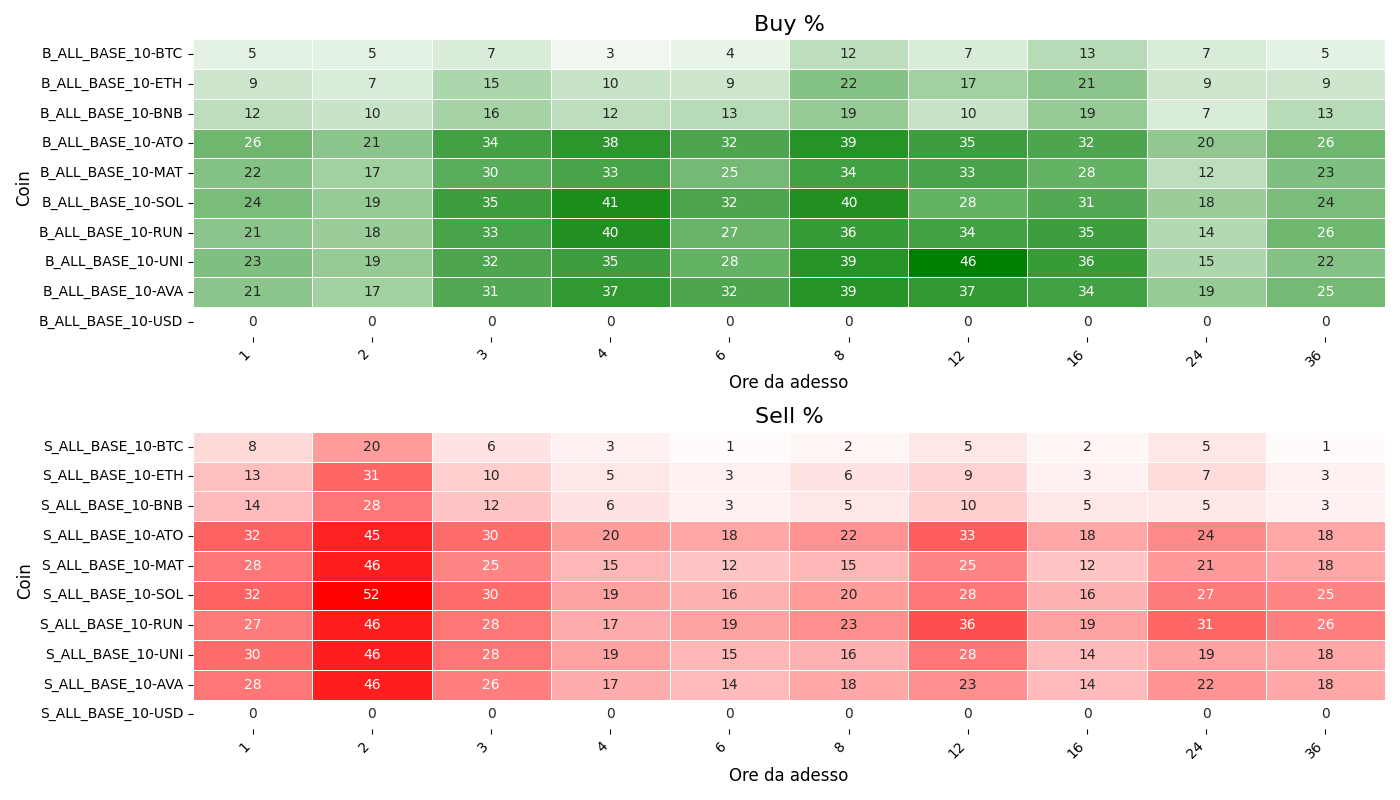 Buy %
Coin
B_ALL_BASE_10-BTC 5 5 7 3 4 12 7 13 7 5
B_ALL_BASE_10-ETH 9 7 15 10 9 22 17 21 9 9
B_ALL_BASE_10-BNB 12 10 16 12 13 19 10 19 7 13
B_ALL_BASE_10-ATO 26 21 34 38 32 39 35 32 20 26
B_ALL_BASE_10-MAT 22 17 30 33 25 34 33 28 12 23
B_ALL_BASE_10-SOL 24 19 35 41 32 40 28 31 18 24
B_ALL_BASE_10-RUN 21 18 33 40 27 36 34 35 14 26
B_ALL_BASE_10-UNI 23 19 32 35 28 39 46 36 15 22
B_ALL_BASE_10-AVA 21 17 31 37 32 39 37 34 19 25
B_ALL_BASE_10-USD 0 0 0 0 0 0 0 0 0 0
1 2 3 4 6 8 12 16 24 36
Ore da adesso
Sell %
Coin
S_ALL_BASE_10-BTC 8 20 6 3 1 2 5 2 5 1
S_ALL_BASE_10-ETH 13 31 10 5 3 6 9 3 7 3
S_ALL_BASE_10-BNB 14 28 12 6 3 5 10 5 5 3
S_ALL_BASE_10-ATO 32 45 30 20 18 22 33 18 24 18
S_ALL_BASE_10-MAT 28 46 25 15 12 15 25 12 21 18
S_ALL_BASE_10-SOL 32 52 30 19 16 20 28 16 27 25
S_ALL_BASE_10-RUN 27 46 28 17 19 23 36 19 31 26
S_ALL_BASE_10-UNI 30 46 28 19 15 16 28 14 19 18
S_ALL_BASE_10-AVA 28 46 26 17 14 18 23 14 22 18
S_ALL_BASE_10-USD 0 0 0 0 0 0 0 0 0 0
1 2 3 4 6 8 12 16 24 36
Ore da adesso